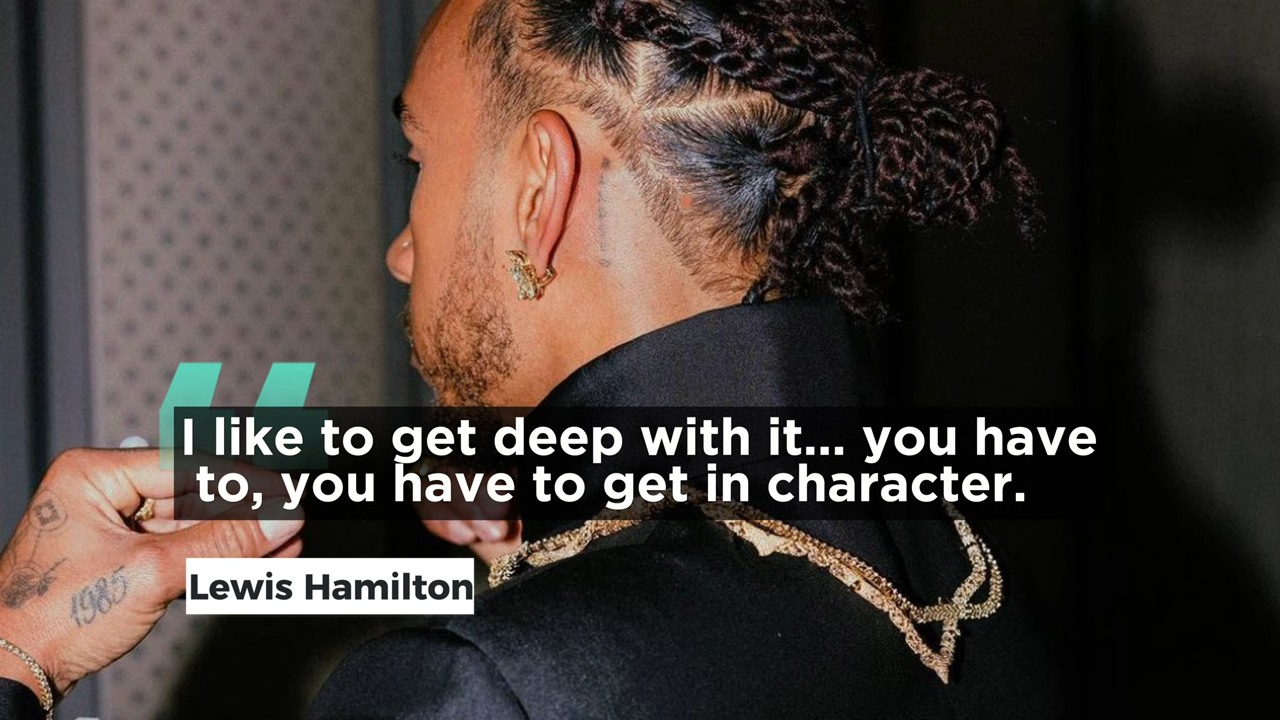 I like to get deep with it... you have
to, you have to get in character.
Lewis Hamilton
1985